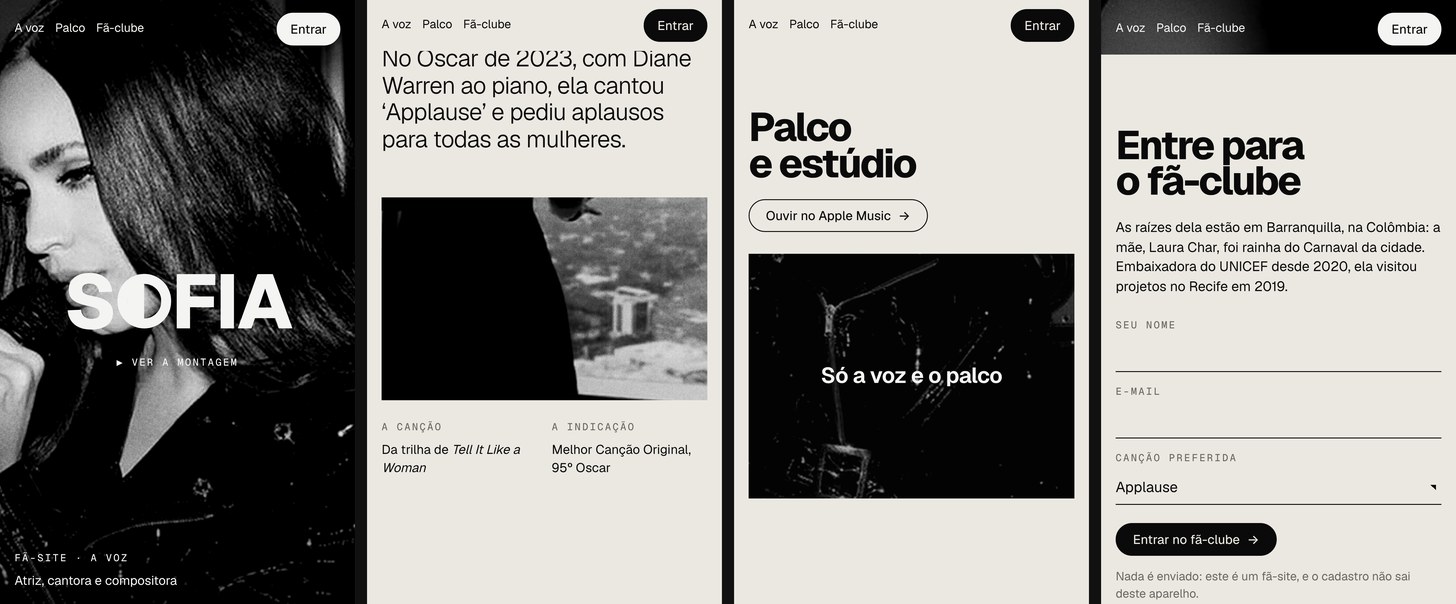 A voz Palco Fã-clube
Entrar
SOFIA
▶ VER A MONTAGEM
FÃ-SITE · A VOZ
Atriz, cantora e compositora
A voz Palco Fã-clube
Entrar
No Oscar de 2023, com Diane
Warren ao piano, ela cantou
‘Applause’ e pediu aplausos
para todas as mulheres.
A CANÇÃO
Da trilha de Tell It Like a
Woman
A INDICAÇÃO
Melhor Canção Original,
95º Oscar
A voz Palco Fã-clube
Entrar
Palco
e estúdio
Ouvir no Apple Music →
Só a voz e o palco
A voz Palco Fã-clube
Entrar
Entre para
o fã-clube
As raízes dela estão em Barranquilla, na Colômbia: a
mãe, Laura Char, foi rainha do Carnaval da cidade.
Embaixadora do UNICEF desde 2020, ela visitou
projetos no Recife em 2019.
SEU NOME
E-MAIL
CANÇÃO PREFERIDA
Applause
Entrar no fã-clube →
Nada é enviado: este é um fã-site, e o cadastro não sai
deste aparelho.